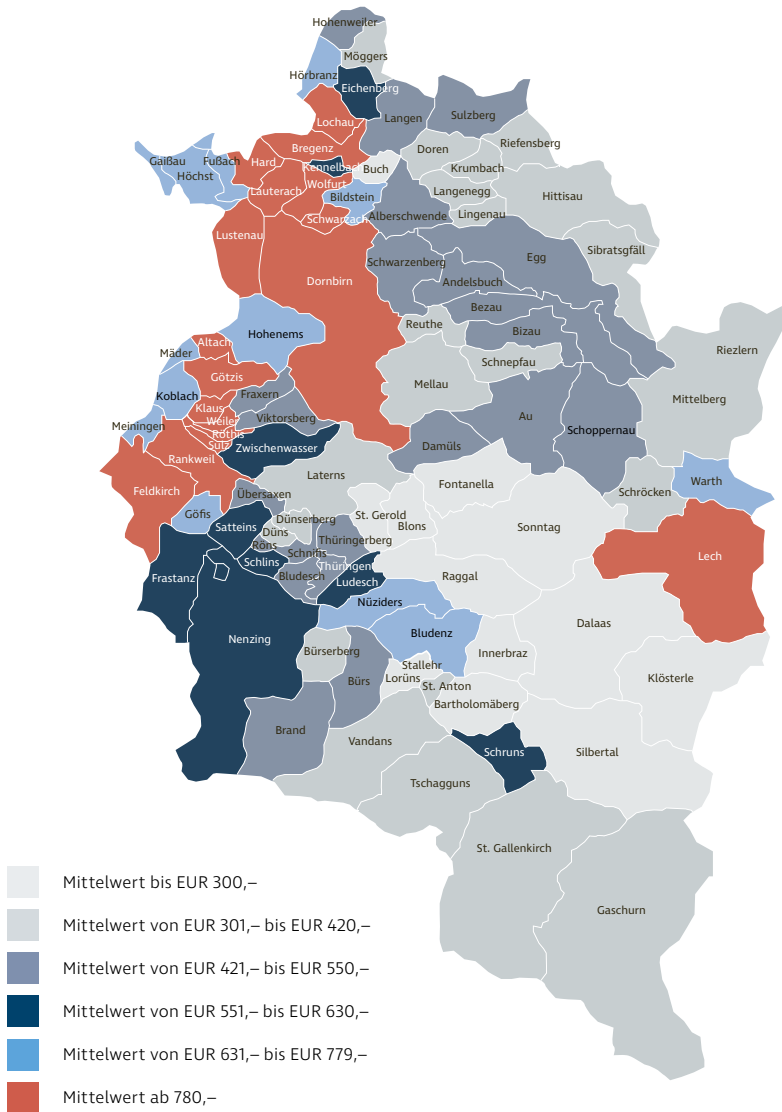 Hohenweiler
Möggers
Hörbranz
Eichenberg
Lochau
Langen
Sulzberg
Bregenz
Doren
Riefensberg
Gaißau
Fußach
Hard
Kennelbach
Buch
Krumbach
Höchst
Wolfurt
Lauterach
Bildstein
Langenegg
Hittisau
Schwarzach
Alberschwende
Lingenau
Lustenau
Sibratsgfäll
Egg
Schwarzenberg
Dornbirn
Andelsbuch
Bezau
Reuthe
Bizau
Hohenems
Altach
Mäder
Riezlern
Schnepfau
Götzis
Mellau
Koblach
Fraxern
Mittelberg
Klaus
Weiler
Viktorsberg
Au
Meiningen
Röthis
Schoppernau
Sulz
Zwischenwasser
Damüls
Rankweil
Laterns
Fontanella
Warth
Feldkirch
Übersaxen
Schröcken
Göfis
St. Gerold
Dünserberg
Blons
Sonntag
Satteins
Düns
Thüringerberg
Röns
Schnifis
Lech
Schlins
Thüringen
Frastanz
Bludesch
Ludesch
Raggal
Nüziders
Dalaas
Bludenz
Nenzing
Bürserberg
Innerbraz
Stallehr
Bürs
Lorüns
Klösterle
St. Anton
Bartholomäberg
Brand
Vandans
Schruns
Silbertal
Tschagguns
St. Gallenkirch
Gaschurn
Mittelwert bis EUR 300,–
Mittelwert von EUR 301,– bis EUR 420,–
Mittelwert von EUR 421,– bis EUR 550,–
Mittelwert von EUR 551,– bis EUR 630,–
Mittelwert von EUR 631,– bis EUR 779,–
Mittelwert ab 780,–